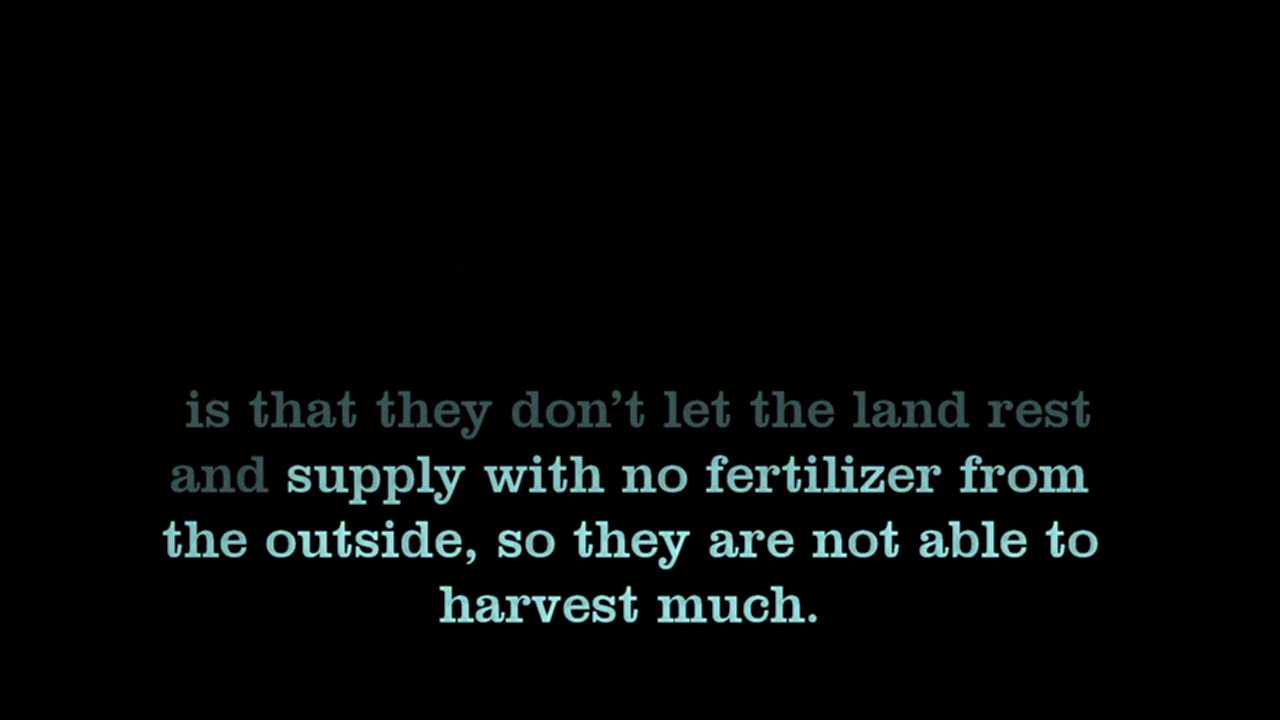 is that they don’t let the land rest
and supply with no fertilizer from
the outside, so they are not able to
harvest much.